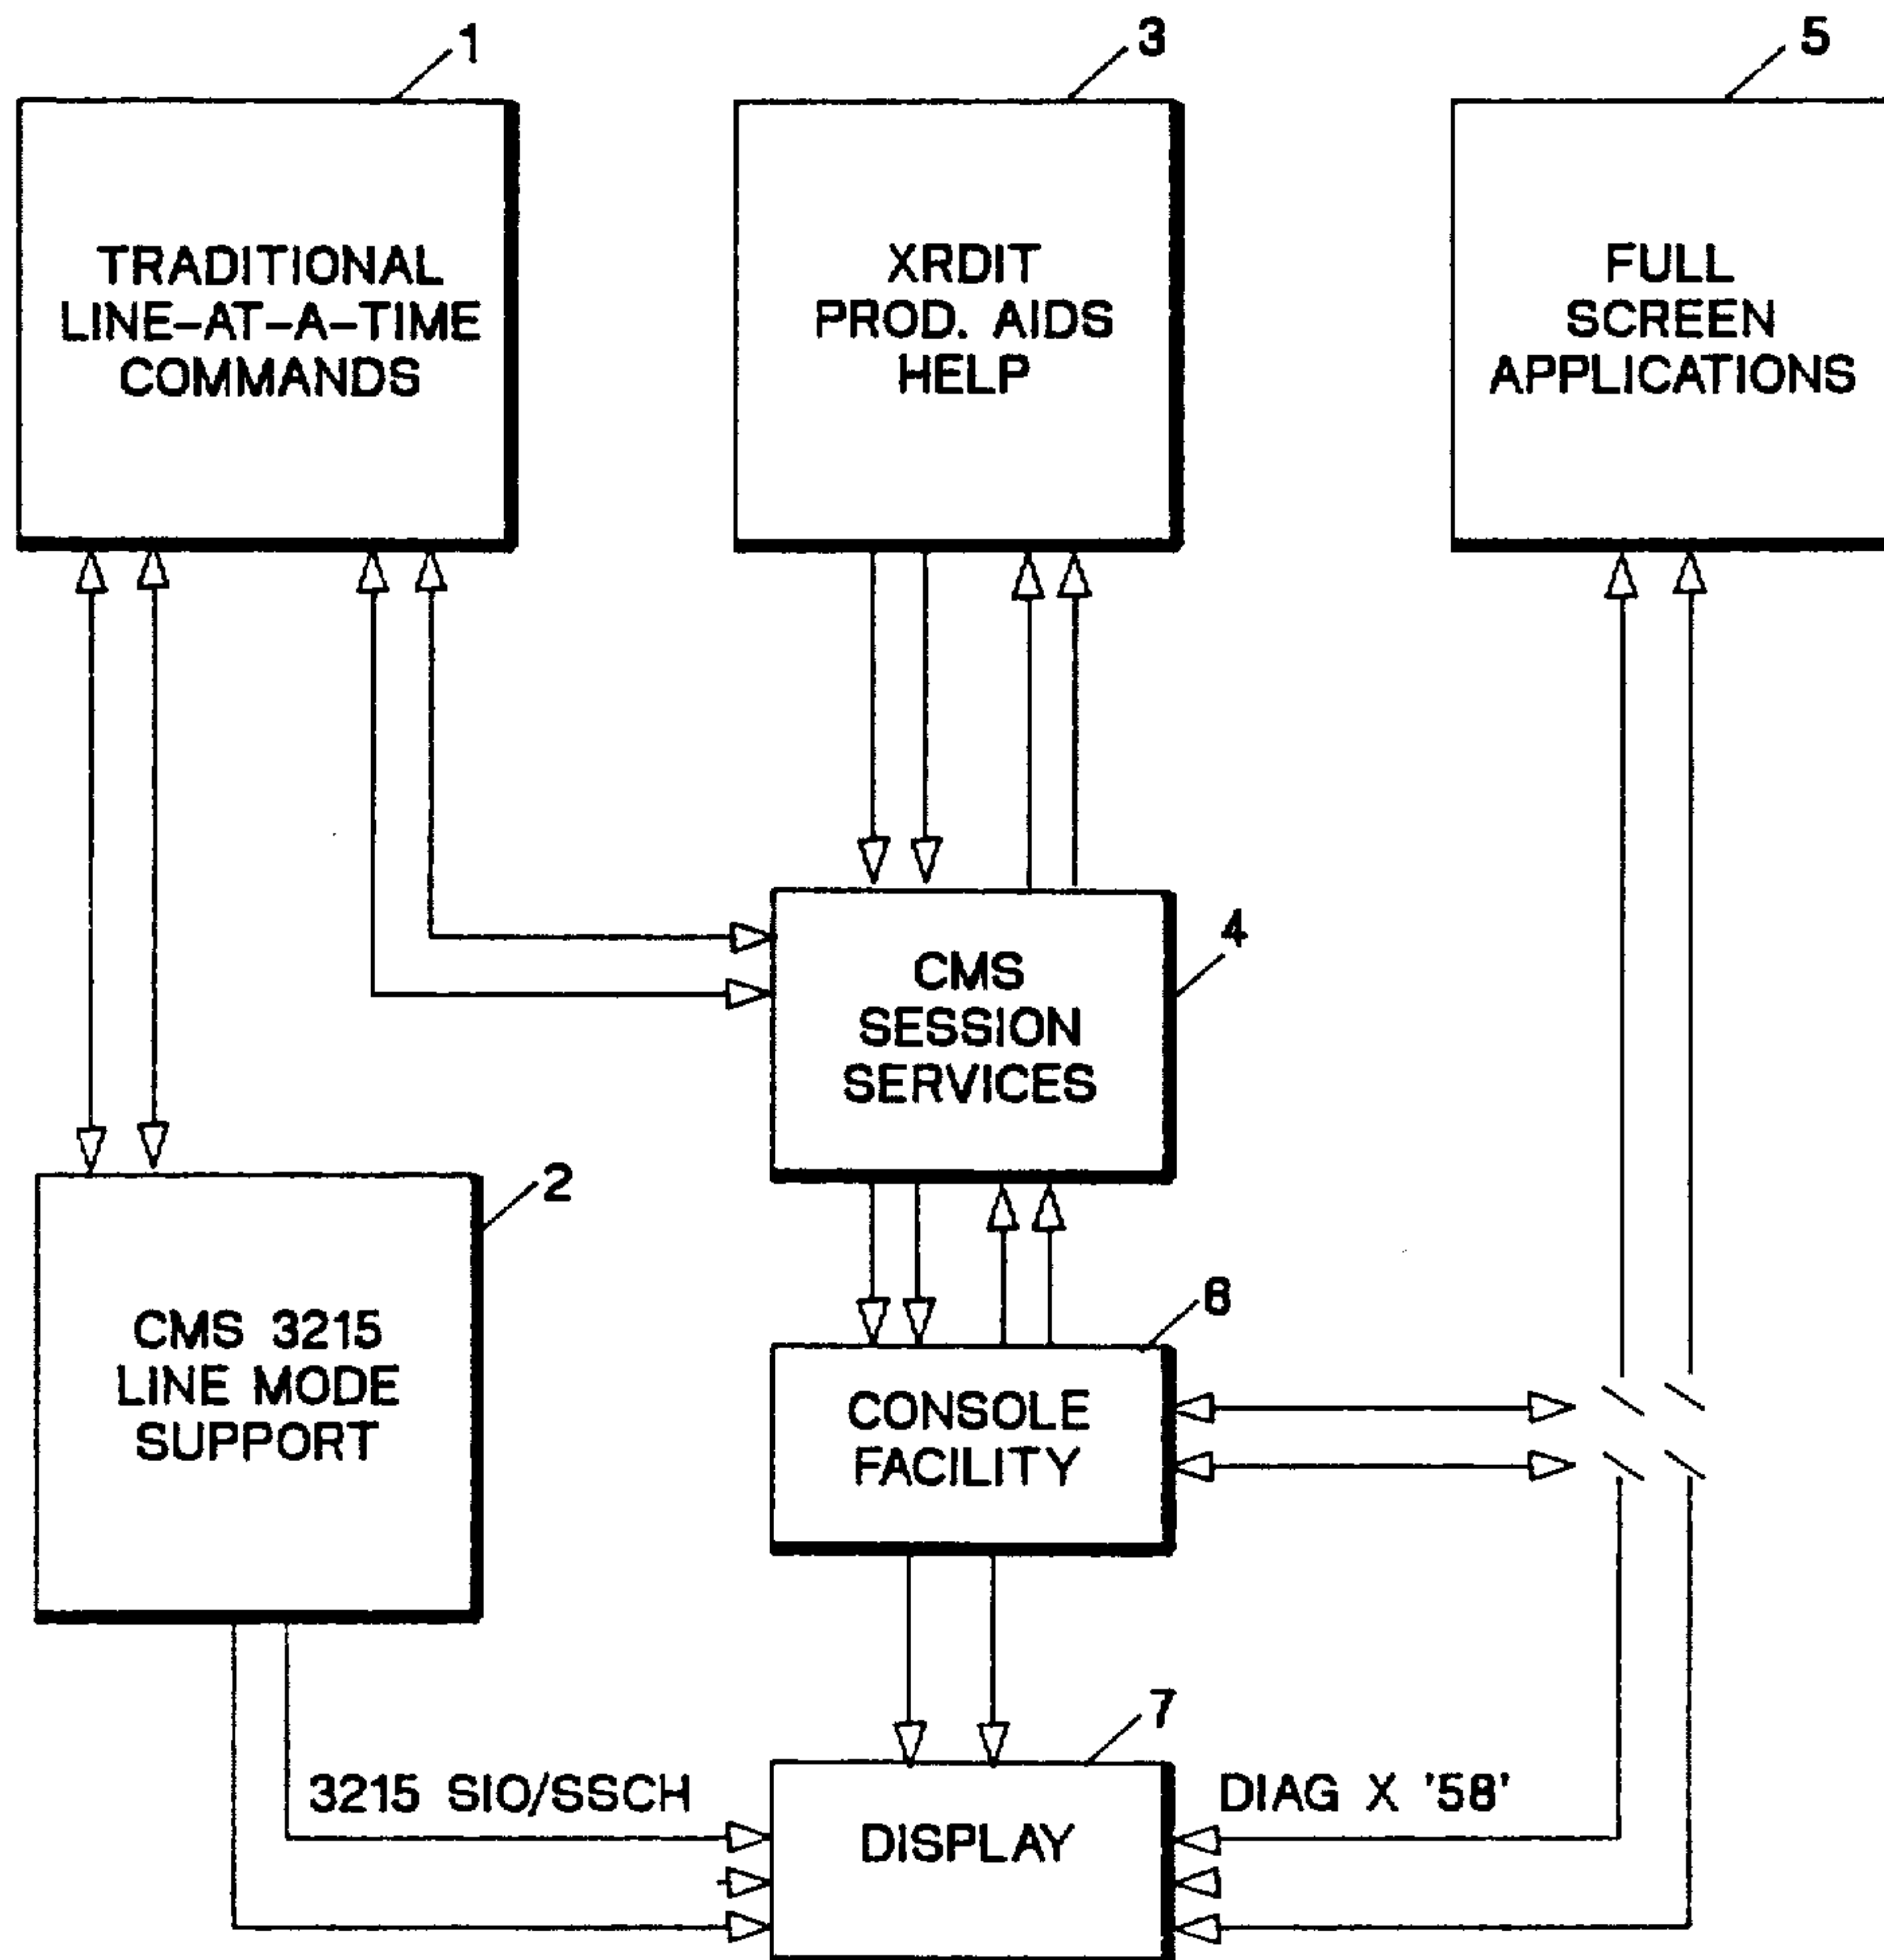 1
3
5
TRADITIONAL
LINE-AT-A-TIME
COMMANDS
XRDIT
PROD. AIDS
HELP
FULL
SCREEN
APPLICATIONS
4
CMS
SESSION
SERVICES
2
CMS 3215
LINE MODE
SUPPORT
6
CONSOLE
FACILITY
7
3215 SIO/SSCH
DISPLAY
DIAG X '58'